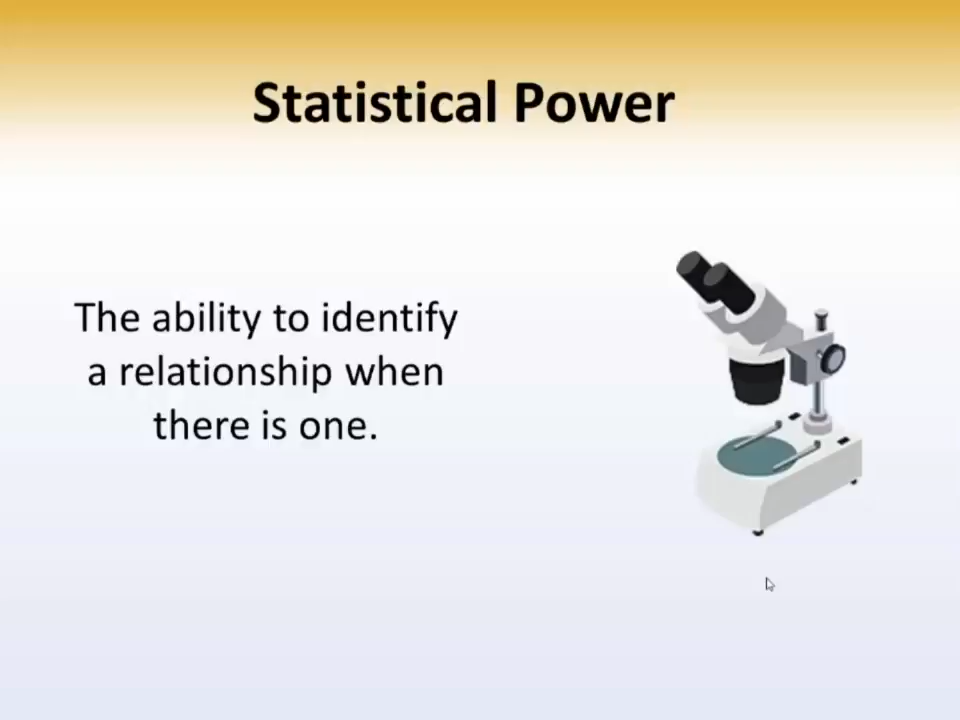 Statistical Power
The ability to identify
a relationship when
there is one.